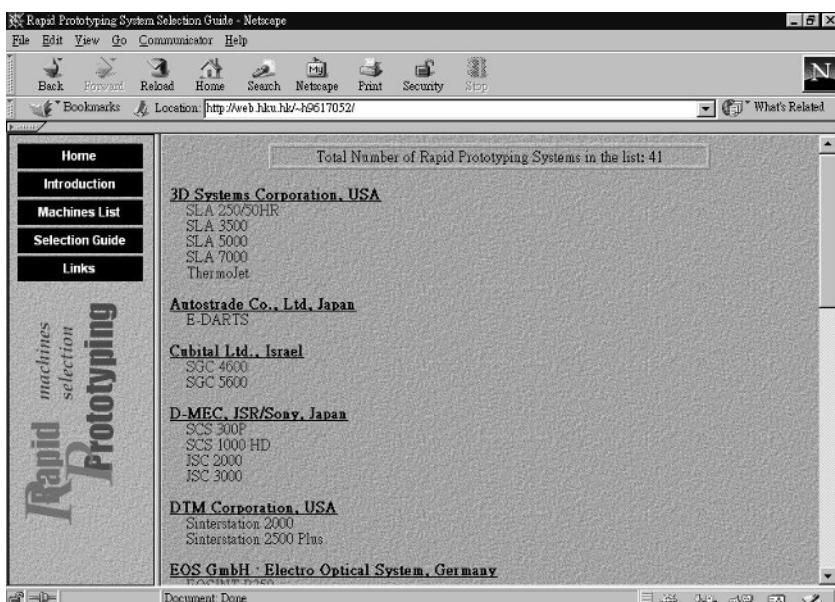 Rapid Prototyping System Selection Guide - Netscape
File Edit View Go Communicator Help
My
Back Forward Reload Home Search Netscape Print Security Stop
N
Bookmarks Location: http://web.hku.hk/~h9617052/ What's Related
Home
Introduction
Machines List
Selection Guide
Links
Rapid Prototyping
machines
selection
Total Number of Rapid Prototyping Systems in the list: 41
3D Systems Corporation, USA
SLA 250/50HR
SLA 3500
SLA 5000
SLA 7000
ThermoJet
Autostrade Co., Ltd, Japan
E-DARTS
Cubital Ltd., Israel
SGC 4600
SGC 5600
D-MEC, JSR/Sony, Japan
SCS 300P
SCS 1000 HD
JSC 2000
JSC 3000
DTM Corporation, USA
Sinterstation 2000
Sinterstation 2500 Plus
EOS GmbH · Electro Optical System, Germany
Document: Done